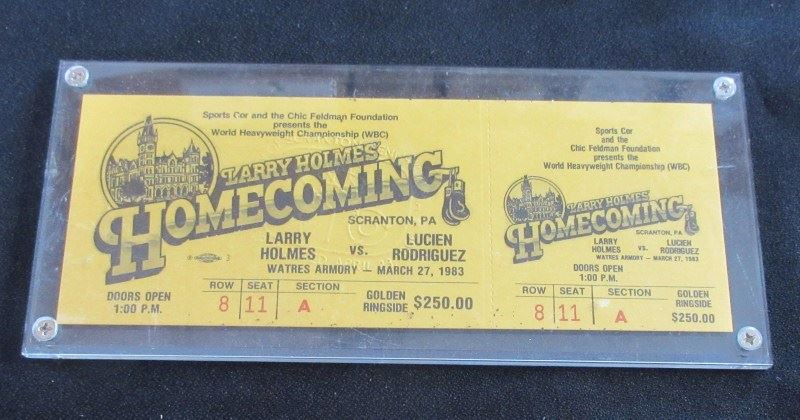 Sports Cor and the Chic Feldman Foundation
presents the
World Heavyweight Championship (WBC)
LARRY HOLMES'
HOMECOMING
SCRANTON, PA
LARRY HOLMES vs. LUCIEN RODRIGUEZ
WATRES ARMORY — MARCH 27, 1983
3
DOORS OPEN
1:00 P.M.
ROW SEAT SECTION
8 11 A
GOLDEN RINGSIDE $250.00
Sports Cor
and the
Chic Feldman Foundation
presents the
World Heavyweight Championship (WBC)
LARRY HOLMES'
HOMECOMING
SCRANTON, PA
LARRY HOLMES vs. LUCIEN RODRIGUEZ
WATRES ARMORY — MARCH 27, 1983
DOORS OPEN
1:00 P.M.
ROW SEAT SECTION
8 11 A
GOLDEN
RINGSIDE
$250.00